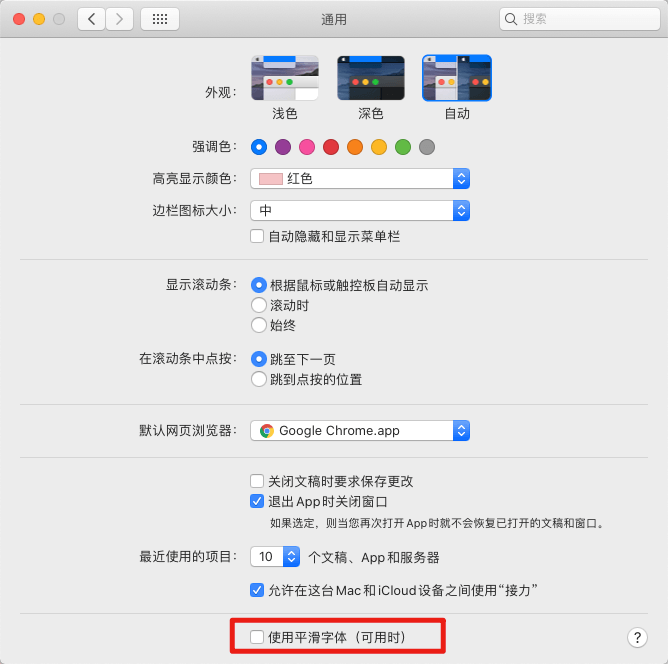 通用
搜索
外观：
浅色
深色
自动
强调色：
高亮显示颜色：
红色
边栏图标大小：
中
自动隐藏和显示菜单栏
显示滚动条：
根据鼠标或触控板自动显示
滚动时
始终
在滚动条中点按：
跳至下一页
跳到点按的位置
默认网页浏览器：
Google Chrome.app
关闭文稿时要求保存更改
退出 App 时关闭窗口
如果选定，则当您再次打开 App 时就不会恢复已打开的文稿和窗口。
最近使用的项目：
10
个文稿、App 和服务器
允许在这台 Mac 和 iCloud 设备之间使用“接力”
使用平滑字体（可用时）
?